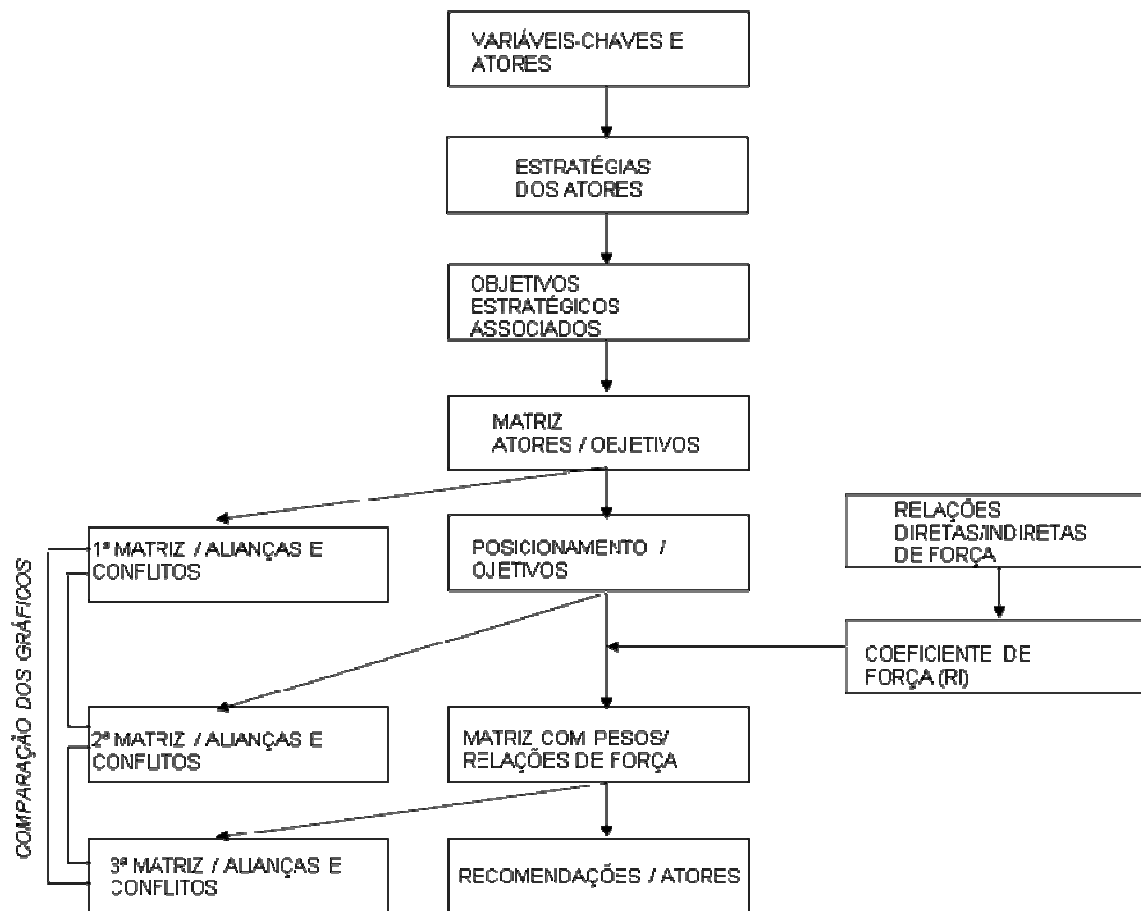 VARIÁVEIS-CHAVES E
ATORES
ESTRATÉGIAS
DOS ATORES
OBJETIVOS
ESTRATÉGICOS
ASSOCIADOS
MATRIZ
ATORES / OEJETIVOS
RELAÇÕES
DIRETAS/INDIRETAS
DE FORÇA
1ª MATRIZ / ALIANÇAS E
CONFLITOS
POSICIONAMENTO /
OJETIVOS
COEFICIENTE DE
FORÇA (RI)
2ª MATRIZ / ALIANÇAS E
CONFLITOS
MATRIZ COM PESOS/
RELAÇÕES DE FORÇA
3ª MATRIZ / ALIANÇAS E
CONFLITOS
RECOMENDAÇÕES / ATORES
COMPARAÇÃO DOS GRÁFICOS